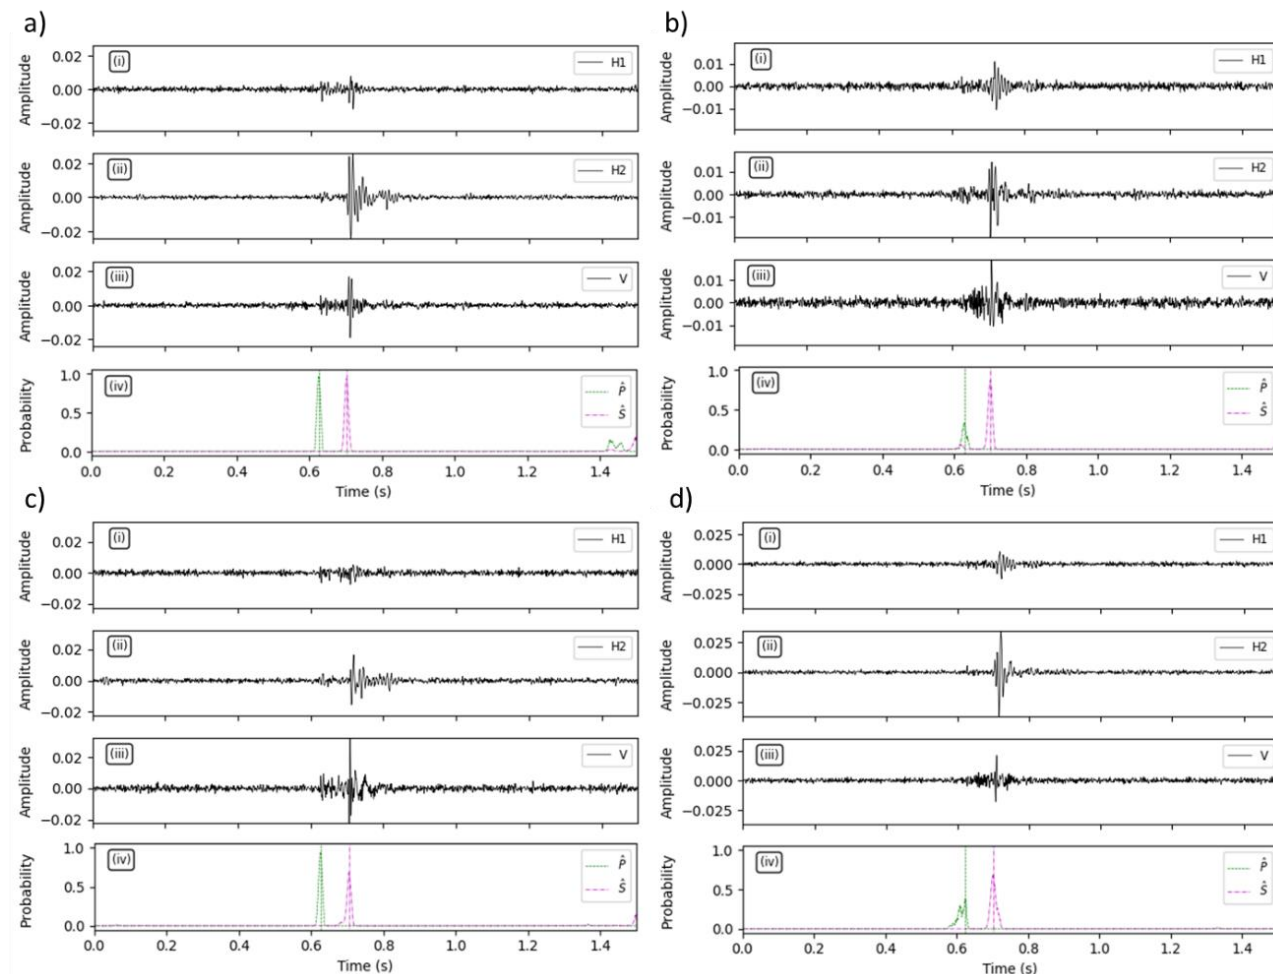 a)
Amplitude
0.02
0.00
−0.02
(i)
H1
Amplitude
0.02
0.00
−0.02
(ii)
H2
Amplitude
0.02
0.00
−0.02
(iii)
V
Probability
1.0
0.5
0.0
(iv)
P̂
Ŝ
0.0 0.2 0.4 0.6 0.8 1.0 1.2 1.4
Time (s)
b)
Amplitude
0.01
0.00
−0.01
(i)
H1
Amplitude
0.01
0.00
−0.01
(ii)
H2
Amplitude
0.01
0.00
−0.01
(iii)
V
Probability
1.0
0.5
0.0
(iv)
P̂
Ŝ
0.0 0.2 0.4 0.6 0.8 1.0 1.2 1.4
Time (s)
c)
Amplitude
0.02
0.00
−0.02
(i)
H1
Amplitude
0.02
0.00
−0.02
(ii)
H2
Amplitude
0.02
0.00
−0.02
(iii)
V
Probability
1.0
0.5
0.0
(iv)
P̂
Ŝ
0.0 0.2 0.4 0.6 0.8 1.0 1.2 1.4
Time (s)
d)
Amplitude
0.025
0.000
−0.025
(i)
H1
Amplitude
0.025
0.000
−0.025
(ii)
H2
Amplitude
0.025
0.000
−0.025
(iii)
V
Probability
1.0
0.5
0.0
(iv)
P̂
Ŝ
0.0 0.2 0.4 0.6 0.8 1.0 1.2 1.4
Time (s)